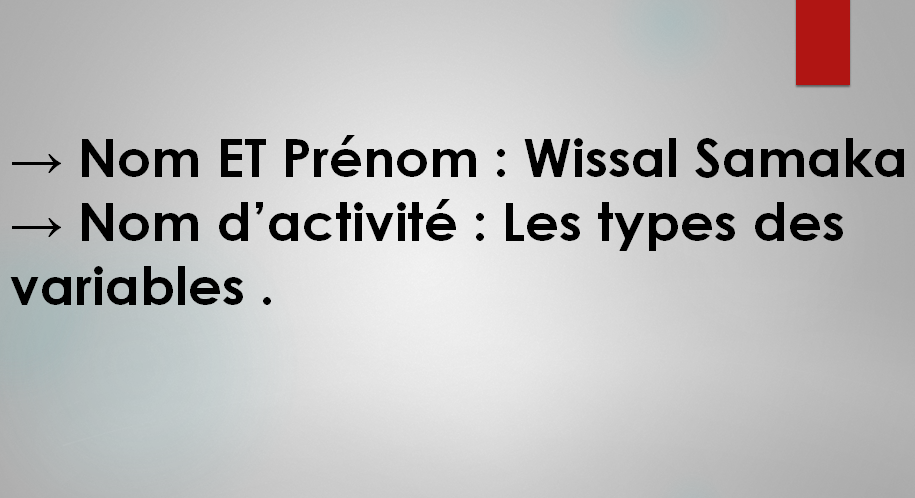 → Nom ET Prénom : Wissal Samaka
→ Nom d’activité : Les types des
variables .